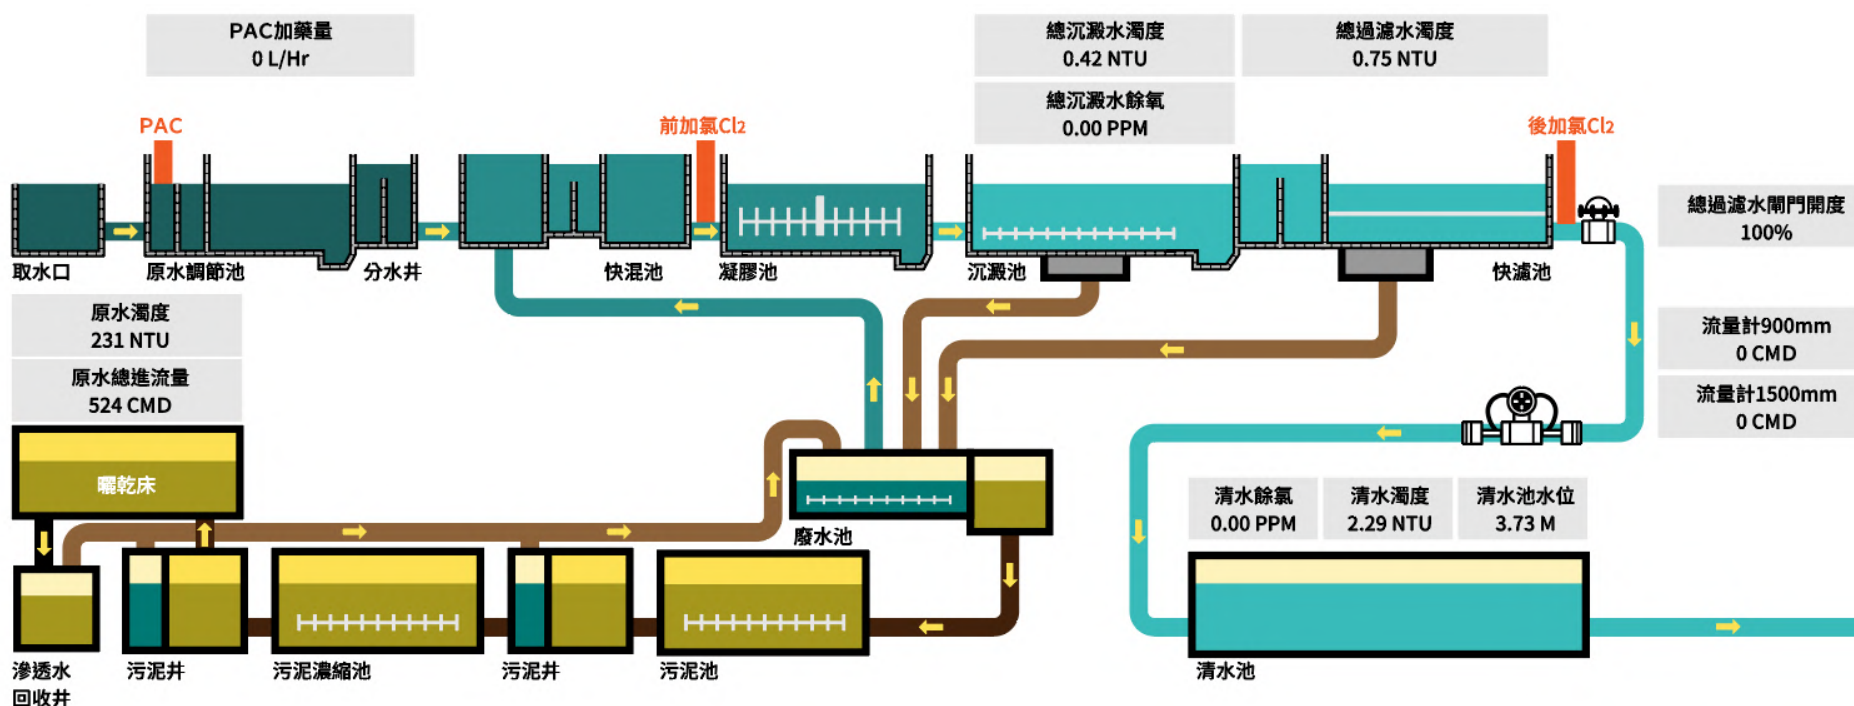 PAC加藥量
0 L/Hr
總沉澱水濁度
0.42 NTU
總過濾水濁度
0.75 NTU
總沉澱水餘氧
0.00 PPM
PAC
前加氯Cl2
後加氯Cl2
總過濾水閘門開度
100%
取水口
原水調節池
分水井
快混池
凝膠池
沉澱池
快濾池
原水濁度
231 NTU
原水總進流量
524 CMD
流量計900mm
0 CMD
流量計1500mm
0 CMD
曬乾床
清水餘氯
0.00 PPM
清水濁度
2.29 NTU
清水池水位
3.73 M
廢水池
滲透水
回收井
污泥井
污泥濃縮池
污泥井
污泥池
清水池